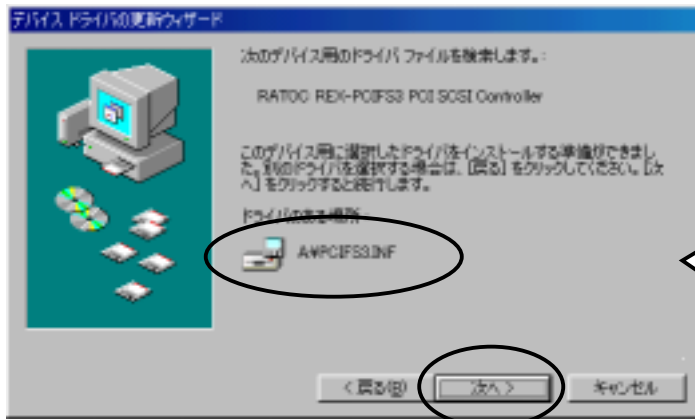 デバイス ドライバの更新ウィザード
次のデバイス用のドライバ ファイルを検索します。:
RATOC REX-PCIFS3 PCI SCSI Controller
このデバイス用に選択したドライバをインストールする準備ができまし
た。別のドライバを選択する場合は、[戻る] をクリックしてください。[次
へ] をクリックすると続行します。
ドライバのある場所:
A:¥PCIFS3.INF
< 戻る(B)
次へ >
キャンセル